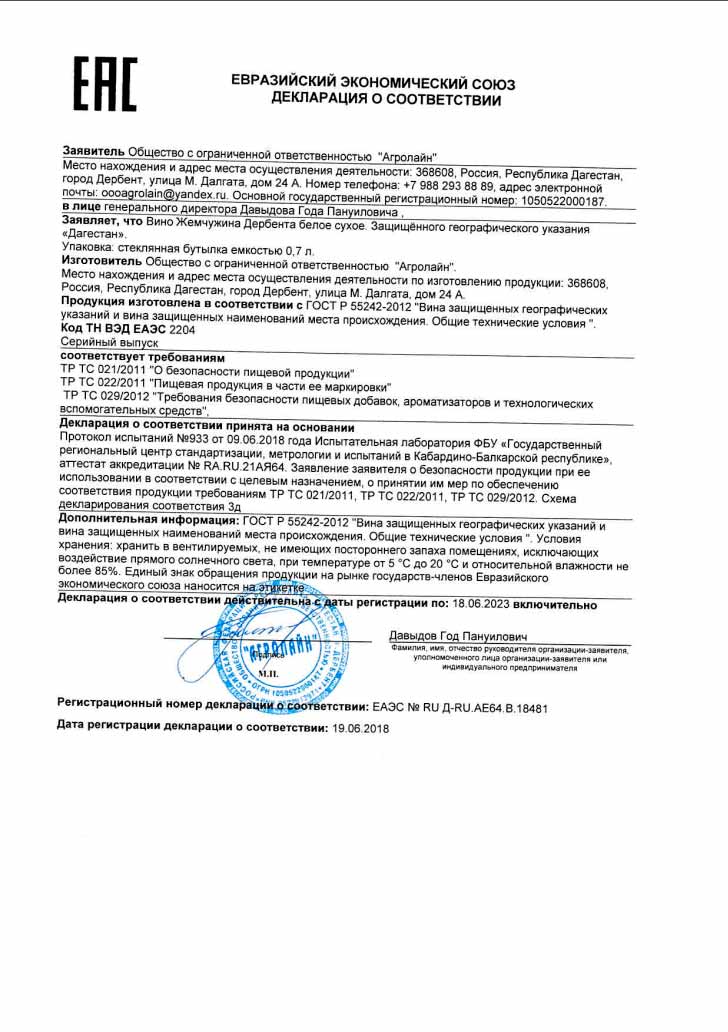 ЕАС
ЕВРАЗИЙСКИЙ ЭКОНОМИЧЕСКИЙ СОЮЗ
ДЕКЛАРАЦИЯ О СООТВЕТСТВИИ
Заявитель Общество с ограниченной ответственностью "Агролайн"
Место нахождения и адрес места осуществления деятельности: 368608, Россия, Республика Дагестан,
город Дербент, улица М. Далгата, дом 24 А. Номер телефона: +7 988 293 88 89, адрес электронной
почты: oooagrolain@yandex.ru. Основной государственный регистрационный номер: 1050522000187.
в лице генерального директора Давыдова Года Пануиловича ,
Заявляет, что Вино Жемчужина Дербента белое сухое. Защищённого географического указания
«Дагестан».
Упаковка: стеклянная бутылка емкостью 0,7 л.
Изготовитель Общество с ограниченной ответственностью "Агролайн".
Место нахождения и адрес места осуществления деятельности по изготовлению продукции: 368608,
Россия, Республика Дагестан, город Дербент, улица М. Далгата, дом 24 А.
Продукция изготовлена в соответствии с ГОСТ Р 55242-2012 "Вина защищенных географических
указаний и вина защищенных наименований места происхождения. Общие технические условия ".
Код ТН ВЭД ЕАЭС 2204
Серийный выпуск
соответствует требованиям
ТР ТС 021/2011 "О безопасности пищевой продукции"
ТР ТС 022/2011 "Пищевая продукция в части ее маркировки"
ТР ТС 029/2012 "Требования безопасности пищевых добавок, ароматизаторов и технологических
вспомогательных средств",
Декларация о соответствии принята на основании
Протокол испытаний №933 от 09.06.2018 года Испытательная лаборатория ФБУ «Государственный
региональный центр стандартизации, метрологии и испытаний в Кабардино-Балкарской республике»,
аттестат аккредитации № RA.RU.21АЯ64. Заявление заявителя о безопасности продукции при ее
использовании в соответствии с целевым назначением, о принятии им мер по обеспечению
соответствия продукции требованиям ТР ТС 021/2011, ТР ТС 022/2011, ТР ТС 029/2012. Схема
декларирования соответствия 3д
Дополнительная информация: ГОСТ Р 55242-2012 "Вина защищенных географических указаний и
вина защищенных наименований места происхождения. Общие технические условия ". Условия
хранения: хранить в вентилируемых, не имеющих постороннего запаха помещениях, исключающих
воздействие прямого солнечного света, при температуре от 5 °С до 20 °С и относительной влажности не
более 85%. Единый знак обращения продукции на рынке государств-членов Евразийского
экономического союза наносится на этикетке
Декларация о соответствии действительна с даты регистрации по: 18.06.2023 включительно
"АГРОЛАЙН"
Подпись
М.П.
ОГРН 1050522000187
Давыдов Год Пануилович
Фамилия, имя, отчество руководителя организации-заявителя,
уполномоченного лица организации-заявителя или
индивидуального предпринимателя
Регистрационный номер декларации о соответствии: ЕАЭС № RU Д-RU.АЕ64.В.18481
Дата регистрации декларации о соответствии: 19.06.2018